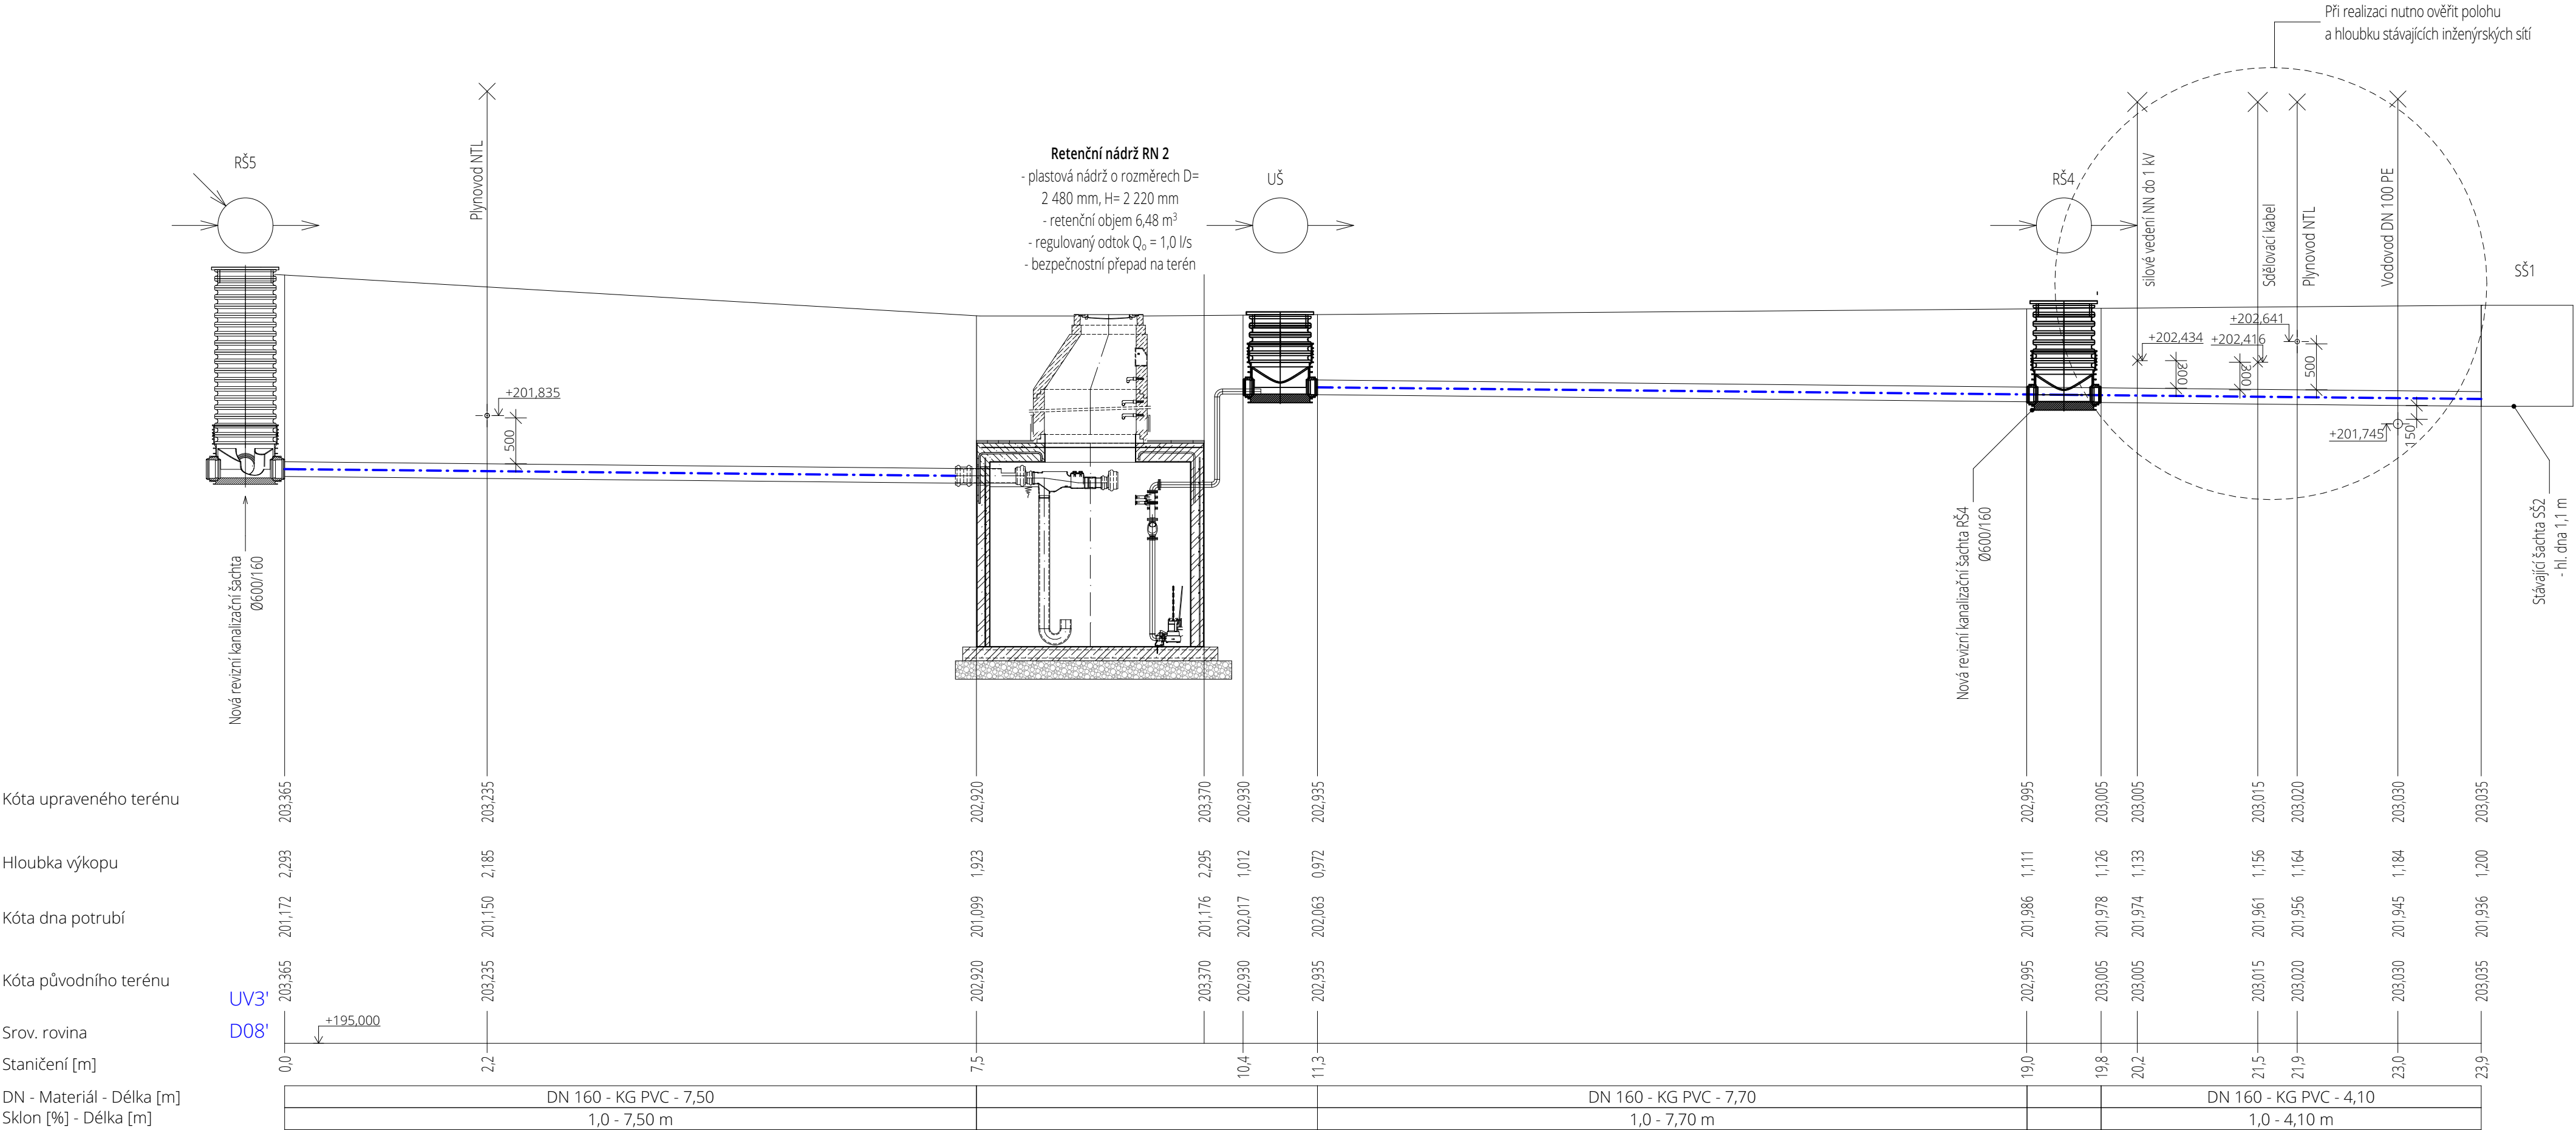 Při realizaci nutno ověřit polohu
a hloubku stávajících inženýrských sítí
RŠ5
Plynovod NTL
Retenční nádrž RN 2
- plastová nádrž o rozměrech D=
2 480 mm, H= 2 220 mm
- retenční objem 6,48 m³
- regulovaný odtok Qₒ = 1,0 l/s
- bezpečnostní přepad na terén
UŠ
RŠ4
silové vedení NN do 1 kV
Sdělovací kabel
Plynovod NTL
Vodovod DN 100 PE
SŠ1
+201,835
500
+202,434
300
+202,416
300
+202,641
500
+201,745
150
Nová revizní kanalizační šachta
Ø600/160
Nová revizní kanalizační šachta RŠ4
Ø600/160
Stávající šachta SŠ2
- hl. dna 1,1 m
Kóta upraveného terénu
203,365 203,235 202,920 203,370 202,930 202,935 202,995 203,005 203,005 203,015 203,020 203,030 203,035
Hloubka výkopu
2,293 2,185 1,923 2,295 1,012 0,972 1,111 1,126 1,133 1,156 1,164 1,184 1,200
Kóta dna potrubí
201,172 201,150 201,099 201,176 202,017 202,063 201,986 201,978 201,974 201,961 201,956 201,945 201,936
Kóta původního terénu
203,365 203,235 202,920 203,370 202,930 202,935 202,995 203,005 203,005 203,015 203,020 203,030 203,035
UV3'
D08'
Srov. rovina
+195,000
Staničení [m]
0,0 2,2 7,5 10,4 11,3 19,0 19,8 20,2 21,5 21,9 23,0 23,9
DN - Materiál - Délka [m]
DN 160 - KG PVC - 7,50
DN 160 - KG PVC - 7,70
DN 160 - KG PVC - 4,10
Sklon [%] - Délka [m]
1,0 - 7,50 m
1,0 - 7,70 m
1,0 - 4,10 m